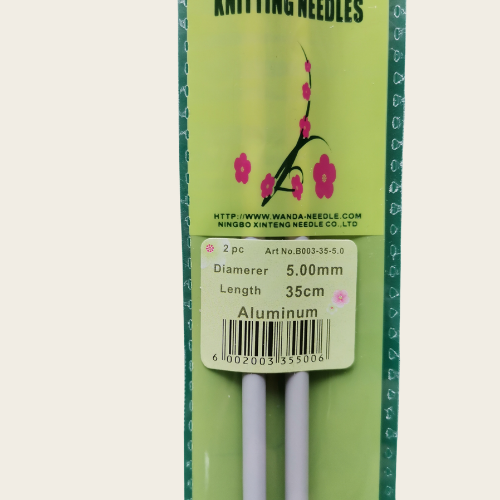 KNITTING NEEDLES
HTTP://WWW.WANDA-NEEDLE.COM
NINGBO XINTENG NEEDLE CO.,LTD
2 pc Art No.B003-35-5.0
Diamerer 5.00mm
Length 35cm
Aluminum
6 002003 355006